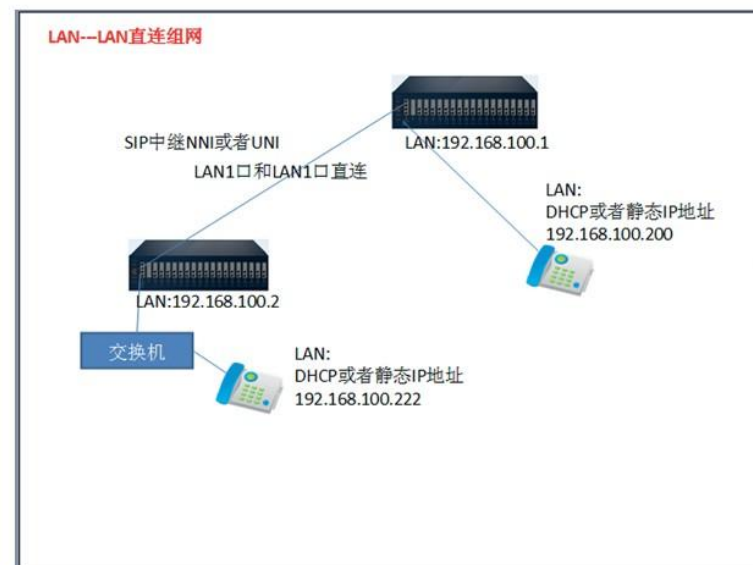 LAN---LAN直连组网
SIP中继NNI或者UNI
LAN1口和LAN1口直连
LAN:192.168.100.1
LAN:
DHCP或者静态IP地址
192.168.100.200
LAN:192.168.100.2
交换机
LAN:
DHCP或者静态IP地址
192.168.100.222